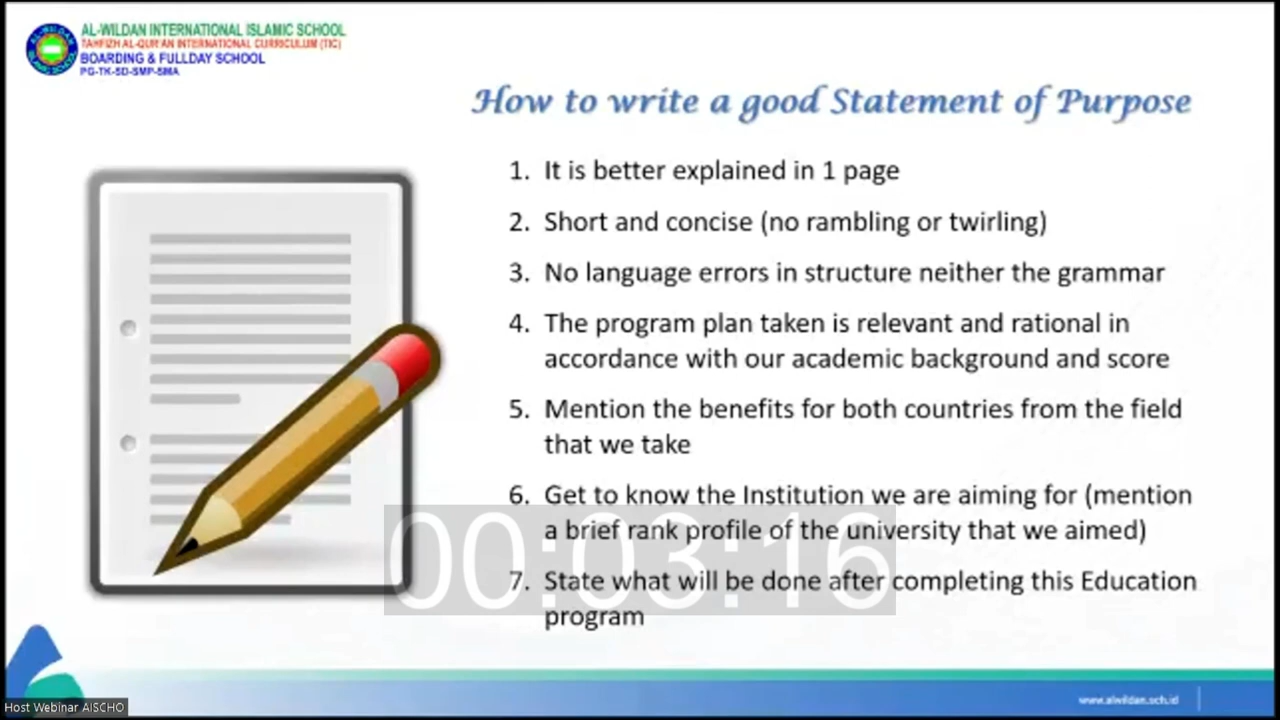 AL-WILDAN INTERNATIONAL ISLAMIC SCHOOL
TAHFIZH AL-QUR'AN INTERNATIONAL CURRICULUM (TIC)
BOARDING & FULLDAY SCHOOL
PG-TK-SD-SMP-SMA
How to write a good Statement of Purpose
1. It is better explained in 1 page
2. Short and concise (no rambling or twirling)
3. No language errors in structure neither the grammar
4. The program plan taken is relevant and rational in
accordance with our academic background and score
5. Mention the benefits for both countries from the field
that we take
6. Get to know the Institution we are aiming for (mention
a brief rank profile of the university that we aimed)
00:03:16
7. State what will be done after completing this Education
program
Host Webinar AISCHO
www.alwildan.sch.id